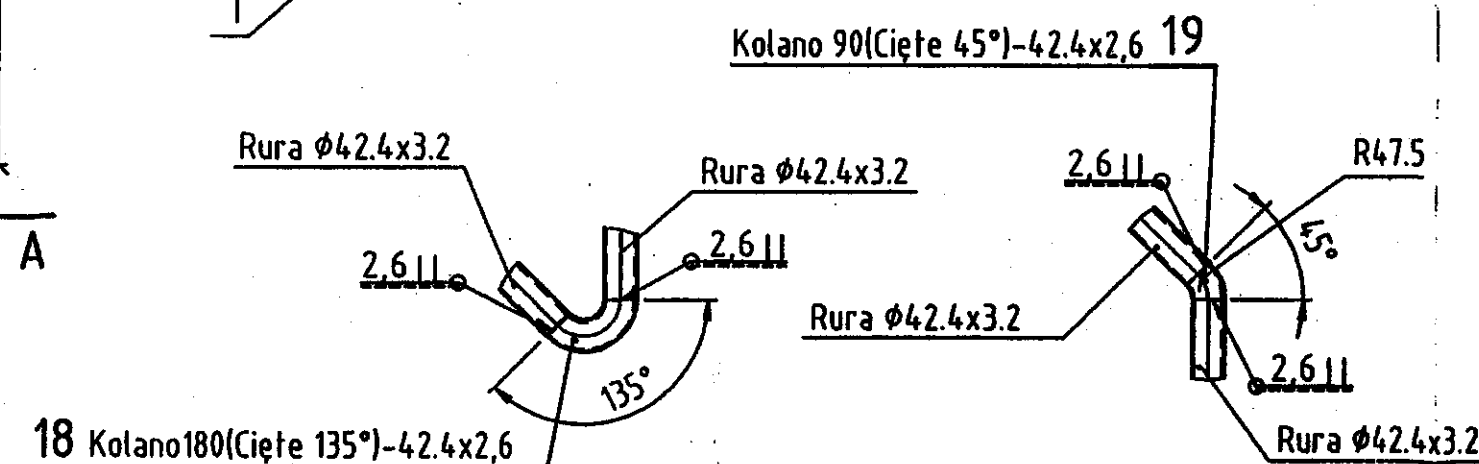 Kolano 90(Cięte 45°)-42.4x2,6 19
Rura ϕ42.4x3.2
Rura ϕ42.4x3.2
2,6 ||
R47.5
A
2,6 ||
2,6 ||
45°
Rura ϕ42.4x3.2
135°
2,6 ||
18 Kolano180(Cięte 135°)-42.4x2,6
Rura ϕ42.4x3.2